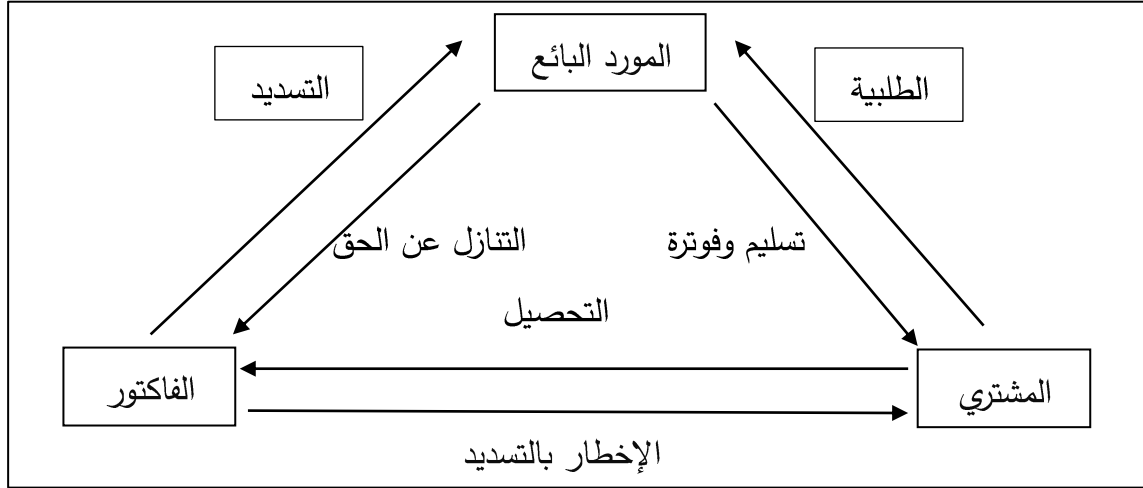 المورد البائع
الطلبية
التسديد
تسليم وفوترة
التنازل عن الحق
التحصيل
المشتري
الفاكتور
الإخطار بالتسديد